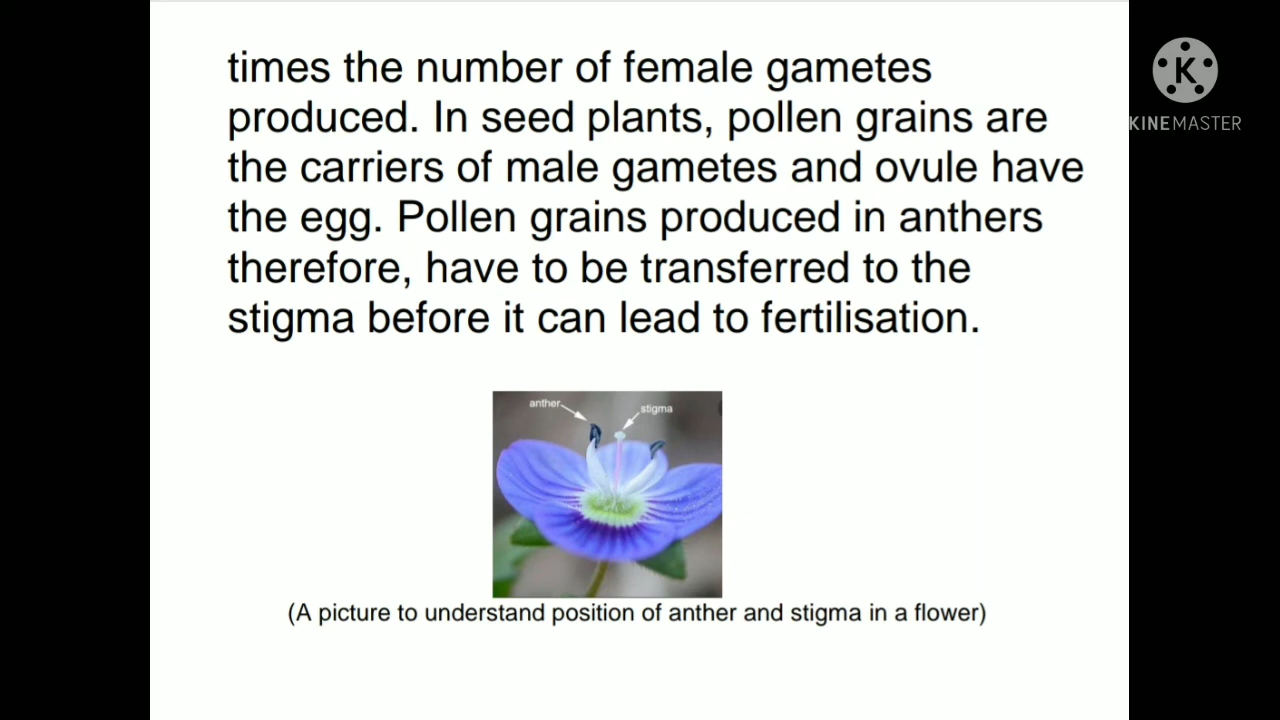 times the number of female gametes
produced. In seed plants, pollen grains are
the carriers of male gametes and ovule have
the egg. Pollen grains produced in anthers
therefore, have to be transferred to the
stigma before it can lead to fertilisation.
anther
stigma
(A picture to understand position of anther and stigma in a flower)
K
KINEMASTER